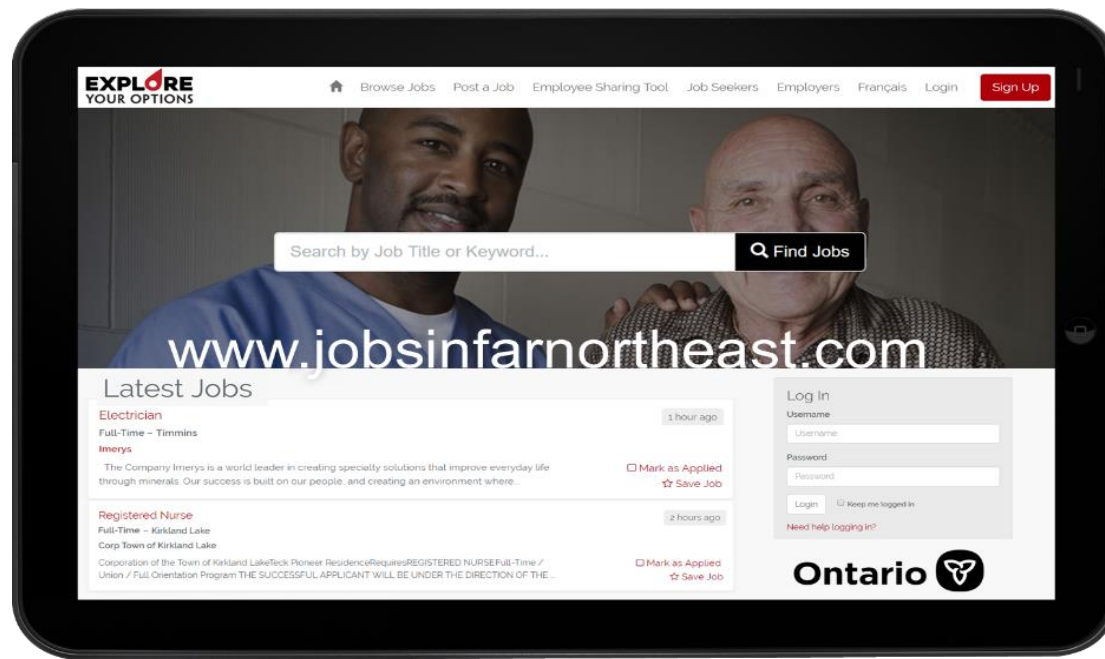 EXPLORE
YOUR OPTIONS
Browse Jobs Post a Job Employee Sharing Tool Job Seekers Employers Français Login Sign Up
Search by Job Title or Keyword...
Find Jobs
www.jobsinfarnortheast.com
Latest Jobs
Electrician
1 hour ago
Full-Time – Timmins
Imerys
The Company Imerys is a world leader in creating specialty solutions that improve everyday life
through minerals. Our success is built on our people, and creating an environment where...
Mark as Applied
Save Job
Registered Nurse
2 hours ago
Full-Time – Kirkland Lake
Corp Town of Kirkland Lake
Corporation of the Town of Kirkland LakeTeck Pioneer ResidenceRequiresREGISTERED NURSEFull-Time /
Union / Full Orientation Program THE SUCCESSFUL APPLICANT WILL BE UNDER THE DIRECTION OF THE ...
Mark as Applied
Save Job
Log In
Username
Username
Password
Password
Login Keep me logged in
Need help logging in?
Ontario